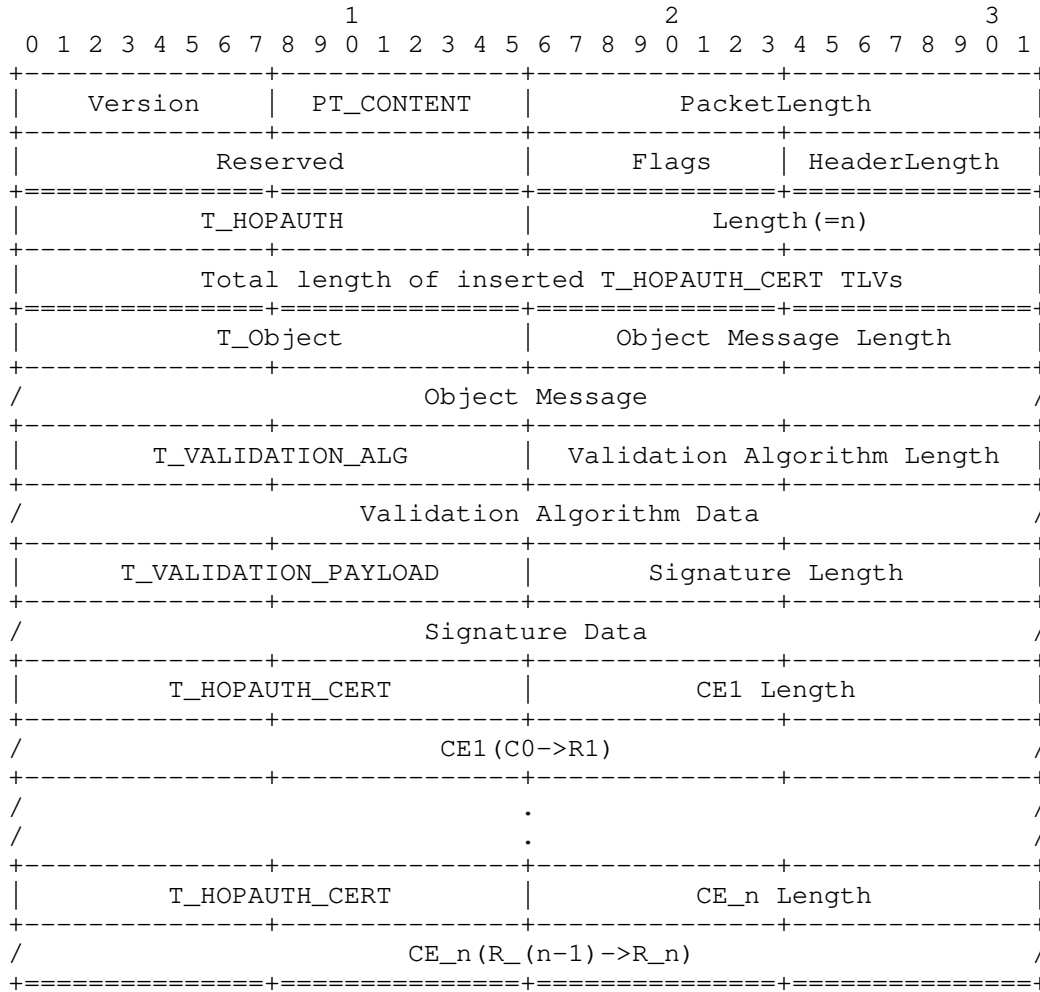 1 2 3
0 1 2 3 4 5 6 7 8 9 0 1 2 3 4 5 6 7 8 9 0 1 2 3 4 5 6 7 8 9 0 1
+---------------+---------------+---------------+---------------+
| Version | PT_CONTENT | PacketLength |
+---------------+---------------+---------------+---------------+
| Reserved | Flags | HeaderLength |
+===============+===============+===============+===============+
| T_HOPAUTH | Length(=n) |
+---------------+---------------+---------------+---------------+
| Total length of inserted T_HOPAUTH_CERT TLVs |
+===============+===============+===============+===============+
| T_Object | Object Message Length |
+---------------+---------------+---------------+---------------+
/ Object Message /
+---------------+---------------+---------------+---------------+
| T_VALIDATION_ALG | Validation Algorithm Length |
+---------------+---------------+---------------+---------------+
/ Validation Algorithm Data /
+---------------+---------------+---------------+---------------+
| T_VALIDATION_PAYLOAD | Signature Length |
+---------------+---------------+---------------+---------------+
/ Signature Data /
+---------------+---------------+---------------+---------------+
| T_HOPAUTH_CERT | CE1 Length |
+---------------+---------------+---------------+---------------+
/ CE1(C0->R1) /
+---------------+---------------+---------------+---------------+
/ . /
/ . /
+---------------+---------------+---------------+---------------+
| T_HOPAUTH_CERT | CE_n Length |
+---------------+---------------+---------------+---------------+
/ CE_n(R_(n-1)->R_n) /
+===============+===============+===============+===============+